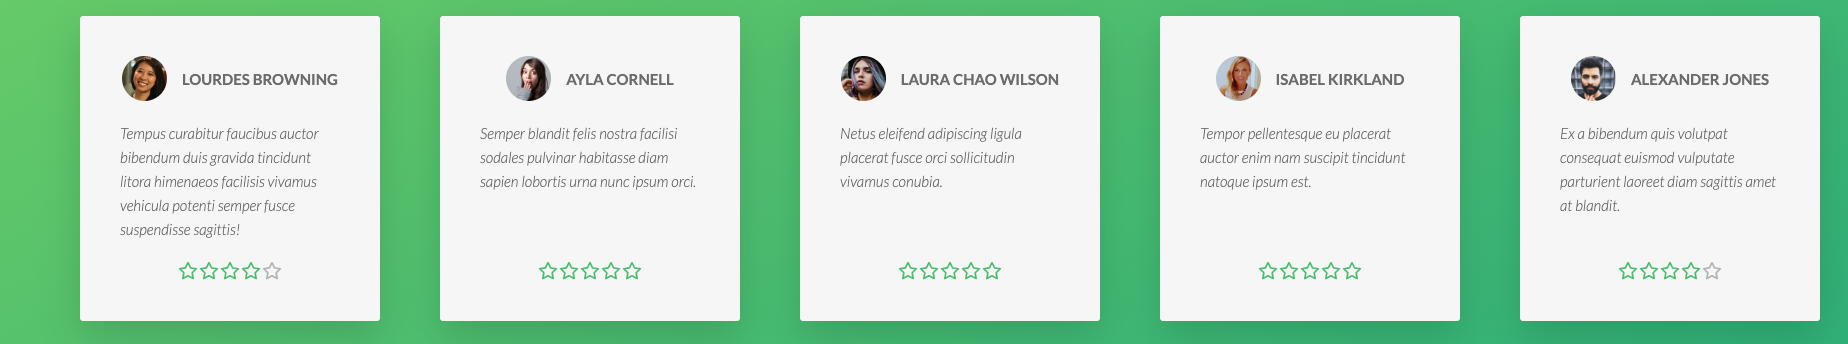 LOURDES BROWNING
Tempus curabitur faucibus auctor
bibendum duis gravida tincidunt
litora himenaeos facilisis vivamus
vehicula potenti semper fusce
suspendisse sagittis!
AYLA CORNELL
Semper blandit felis nostra facilisi
sodales pulvinar habitasse diam
sapien lobortis urna nunc ipsum orci.
LAURA CHAO WILSON
Netus eleifend adipiscing ligula
placerat fusce orci sollicitudin
vivamus conubia.
ISABEL KIRKLAND
Tempor pellentesque eu placerat
auctor enim nam suscipit tincidunt
natoque ipsum est.
ALEXANDER JONES
Ex a bibendum quis volutpat
consequat euismod vulputate
parturient laoreet diam sagittis amet
at blandit.